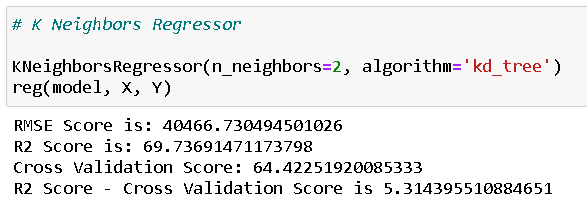 # K Neighbors Regressor
KNeighborsRegressor(n_neighbors=2, algorithm='kd_tree')
reg(model, X, Y)
RMSE Score is: 40466.730494501026
R2 Score is: 69.73691471173798
Cross Validation Score: 64.42251920085333
R2 Score - Cross Validation Score is 5.314395510884651